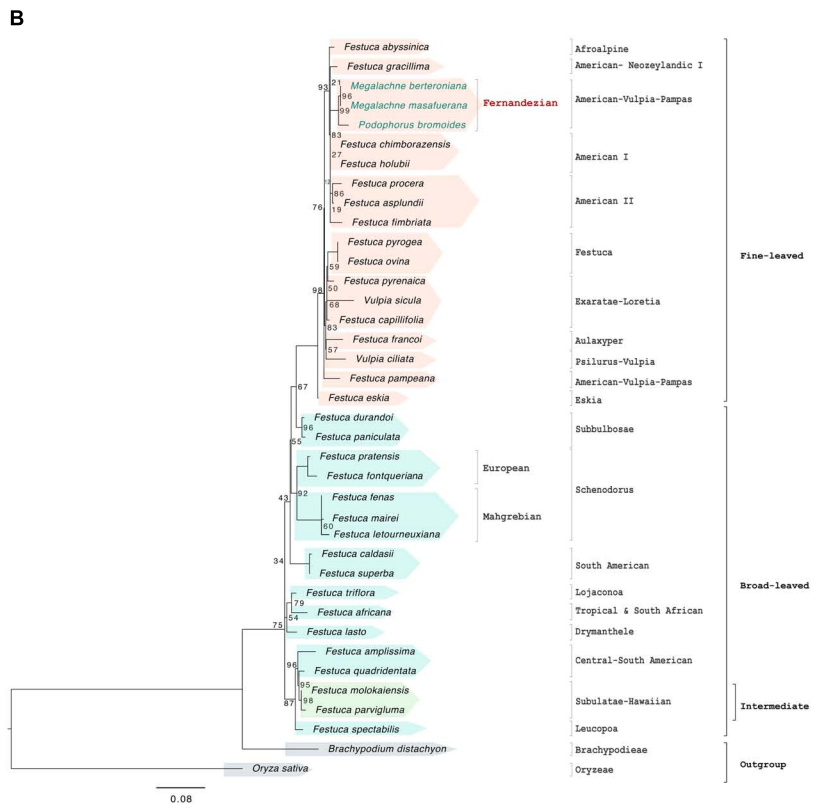 B
Festuca abyssinica Afroalpine
Festuca gracillima American- Neozeylandic I
93 21 Megalachne berteroniana
96 Megalachne masafuerana Fernandezian American-Vulpia-Pampas
99
Podophorus bromoides
83
Festuca chimborazensis
27 American I
Festuca holubii
Festuca procera
86
Festuca asplundii American II
76 19
Festuca fimbriata
Festuca pyrogea
Festuca Fine-leaved
Festuca ovina
59
Festuca pyrenaica
98 50
Vulpia sicula Exaratae-Loretia
68
Festuca capillifolia
83
Festuca francoi Aulaxyper
57
Vulpia ciliata Psilurus-Vulpia
Festuca pampeana American-Vulpia-Pampas
67
Festuca eskia Eskia
Festuca durandoi
96 Subbulbosae
Festuca paniculata
55
Festuca pratensis
European
Festuca fontqueriana
43 92 Schenodorus
Festuca fenas
Festuca mairei Mahgrebian
60
Festuca letourneuxiana
Festuca caldasii
34 South American
Festuca superba
Broad-leaved
Festuca triflora Lojaconoa
79
Festuca africana Tropical & South African
54
75 Festuca lasto Drymanthele
Festuca amplissima
96 Central-South American
Festuca quadridentata
95
Festuca molokaiensis
98 Subulatae-Hawaiian Intermediate
87
Festuca parvigluma
Festuca spectabilis Leucopoa
Brachypodium distachyon Brachypodieae
Outgroup
Oryza sativa Oryzeae
0.08